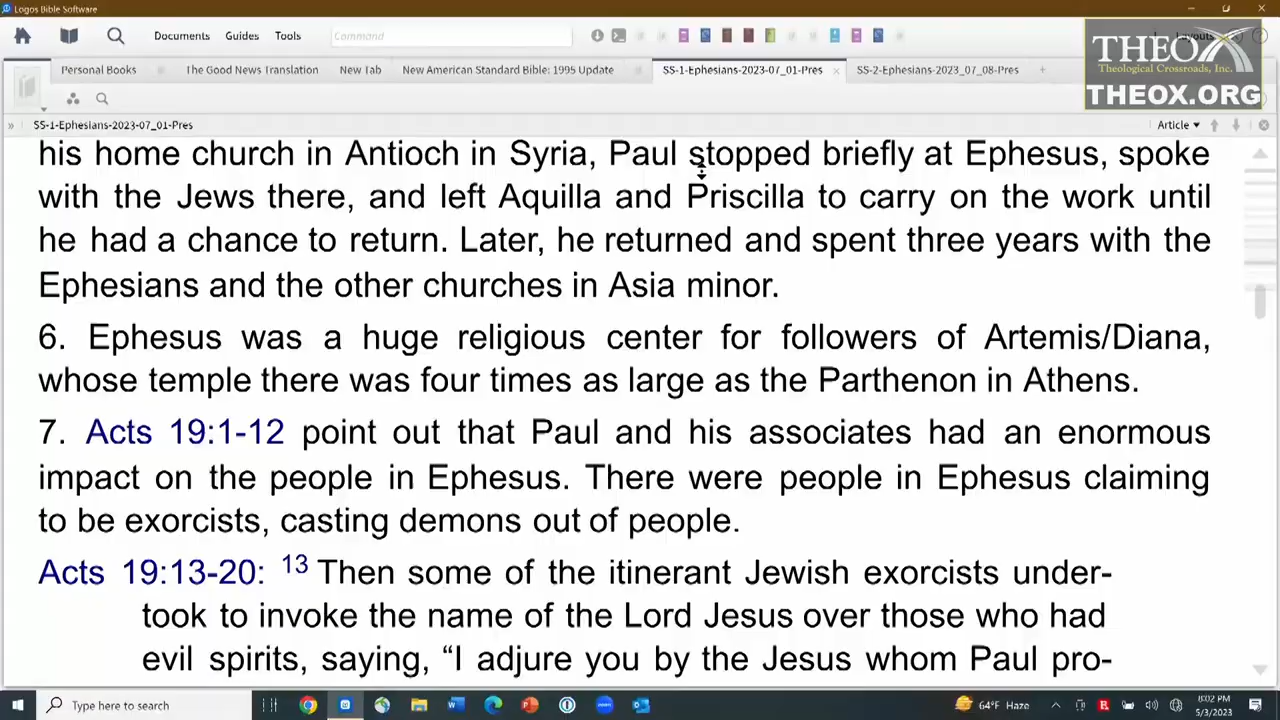 Logos Bible Software
Documents Guides Tools Command Layouts
THEOX
Theological Crossroads, Inc.
THEOX.ORG
Personal Books The Good News Translation New Tab SS-1-Ephesians-2023-07_01-Pres SS-2-Ephesians-2023_07_08-Pres
SS-1-Ephesians-2023-07_01-Pres Article
his home church in Antioch in Syria, Paul stopped briefly at Ephesus, spoke
with the Jews there, and left Aquilla and Priscilla to carry on the work until
he had a chance to return. Later, he returned and spent three years with the
Ephesians and the other churches in Asia minor.
6. Ephesus was a huge religious center for followers of Artemis/Diana,
whose temple there was four times as large as the Parthenon in Athens.
7. Acts 19:1-12 point out that Paul and his associates had an enormous
impact on the people in Ephesus. There were people in Ephesus claiming
to be exorcists, casting demons out of people.
Acts 19:13-20: 13 Then some of the itinerant Jewish exorcists under-
took to invoke the name of the Lord Jesus over those who had
evil spirits, saying, “I adjure you by the Jesus whom Paul pro-
Type here to search 64°F Haze 8:02 PM
5/3/2023